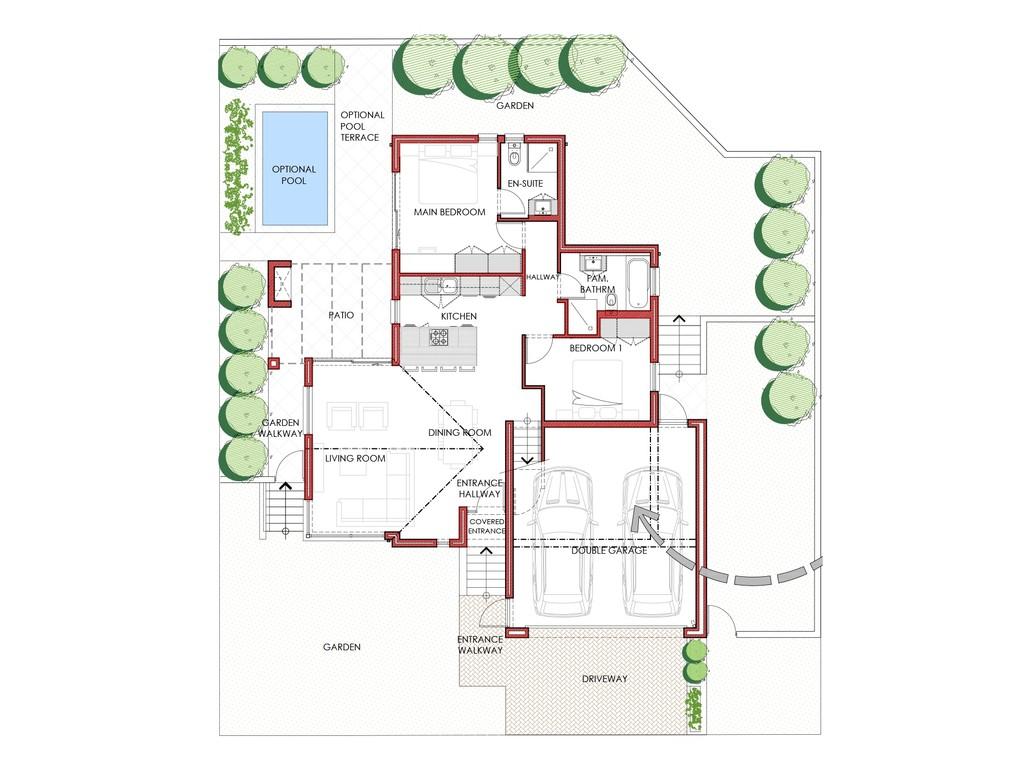 GARDEN
OPTIONAL
POOL
TERRACE
OPTIONAL
POOL
EN-SUITE
MAIN BEDROOM
HALLWAY
FAM.
BATHRM
PATIO
KITCHEN
BEDROOM 1
GARDEN
WALKWAY
DINING ROOM
LIVING ROOM
ENTRANCE
HALLWAY
COVERED
ENTRANCE
DOUBLE GARAGE
ENTRANCE
WALKWAY
GARDEN
DRIVEWAY